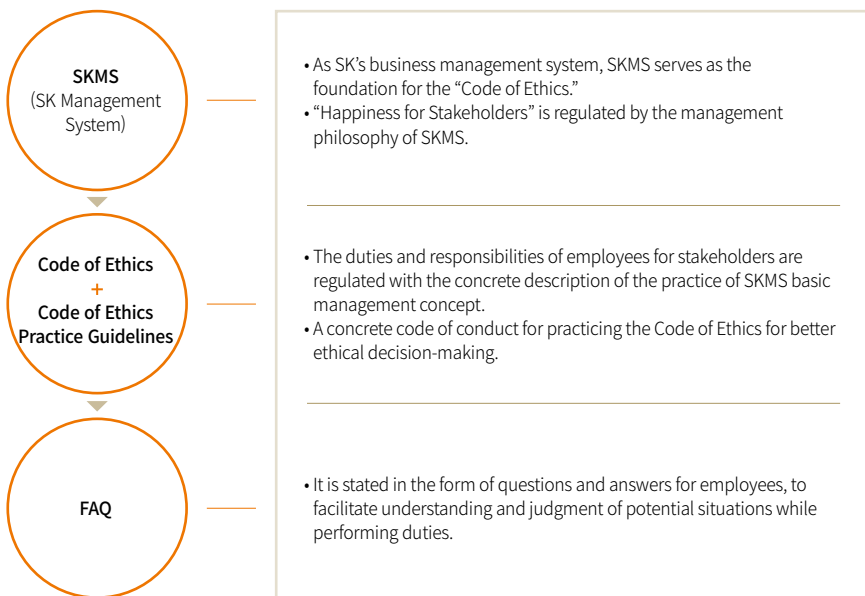 SKMS
(SK Management
System)
• As SK's business management system, SKMS serves as the
foundation for the “Code of Ethics.”
• “Happiness for Stakeholders” is regulated by the management
philosophy of SKMS.
Code of Ethics
+
Code of Ethics
Practice Guidelines
• The duties and responsibilities of employees for stakeholders are
regulated with the concrete description of the practice of SKMS basic
management concept.
• A concrete code of conduct for practicing the Code of Ethics for better
ethical decision-making.
FAQ
• It is stated in the form of questions and answers for employees, to
facilitate understanding and judgment of potential situations while
performing duties.